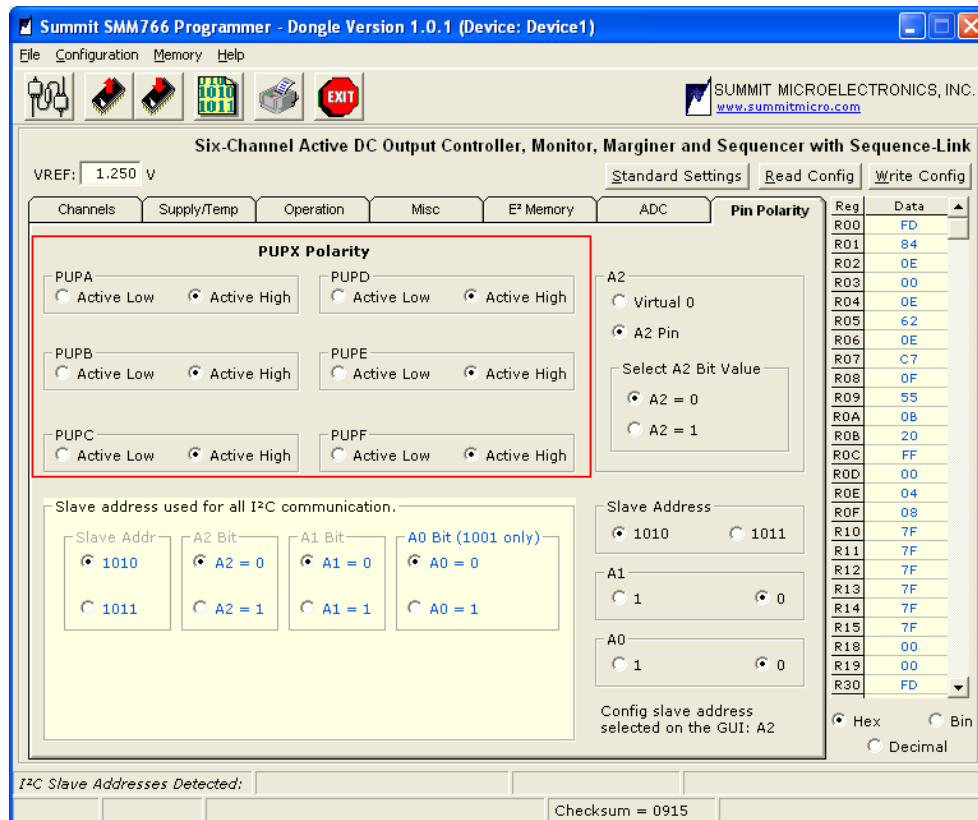 Summit SMM766 Programmer - Dongle Version 1.0.1 (Device: Device1)
File Configuration Memory Help
1010
1011
EXIT
SUMMIT MICROELECTRONICS, INC.
www.summitmicro.com
Six-Channel Active DC Output Controller, Monitor, Marginer and Sequencer with Sequence-Link
VREF: 1.250 V
Standard Settings Read Config Write Config
Channels Supply/Temp Operation Misc E² Memory ADC Pin Polarity
PUPX Polarity
PUPA
Active Low Active High
PUPD
Active Low Active High
PUPB
Active Low Active High
PUPE
Active Low Active High
PUPC
Active Low Active High
PUPF
Active Low Active High
A2
Virtual 0
A2 Pin
Select A2 Bit Value
A2 = 0
A2 = 1
Slave address used for all I²C communication.
Slave Addr
1010
1011
A2 Bit
A2 = 0
A2 = 1
A1 Bit
A1 = 0
A1 = 1
A0 Bit (1001 only)
A0 = 0
A0 = 1
Slave Address
1010 1011
A1
1 0
A0
1 0
Config slave address
selected on the GUI: A2
Reg Data
R00 FD
R01 84
R02 0E
R03 00
R04 0E
R05 62
R06 0E
R07 C7
R08 0F
R09 55
R0A 0B
R0B 20
R0C FF
R0D 00
R0E 04
R0F 08
R10 7F
R11 7F
R12 7F
R13 7F
R14 7F
R15 7F
R18 00
R19 00
R30 FD
Hex Bin
Decimal
I²C Slave Addresses Detected:
Checksum = 0915